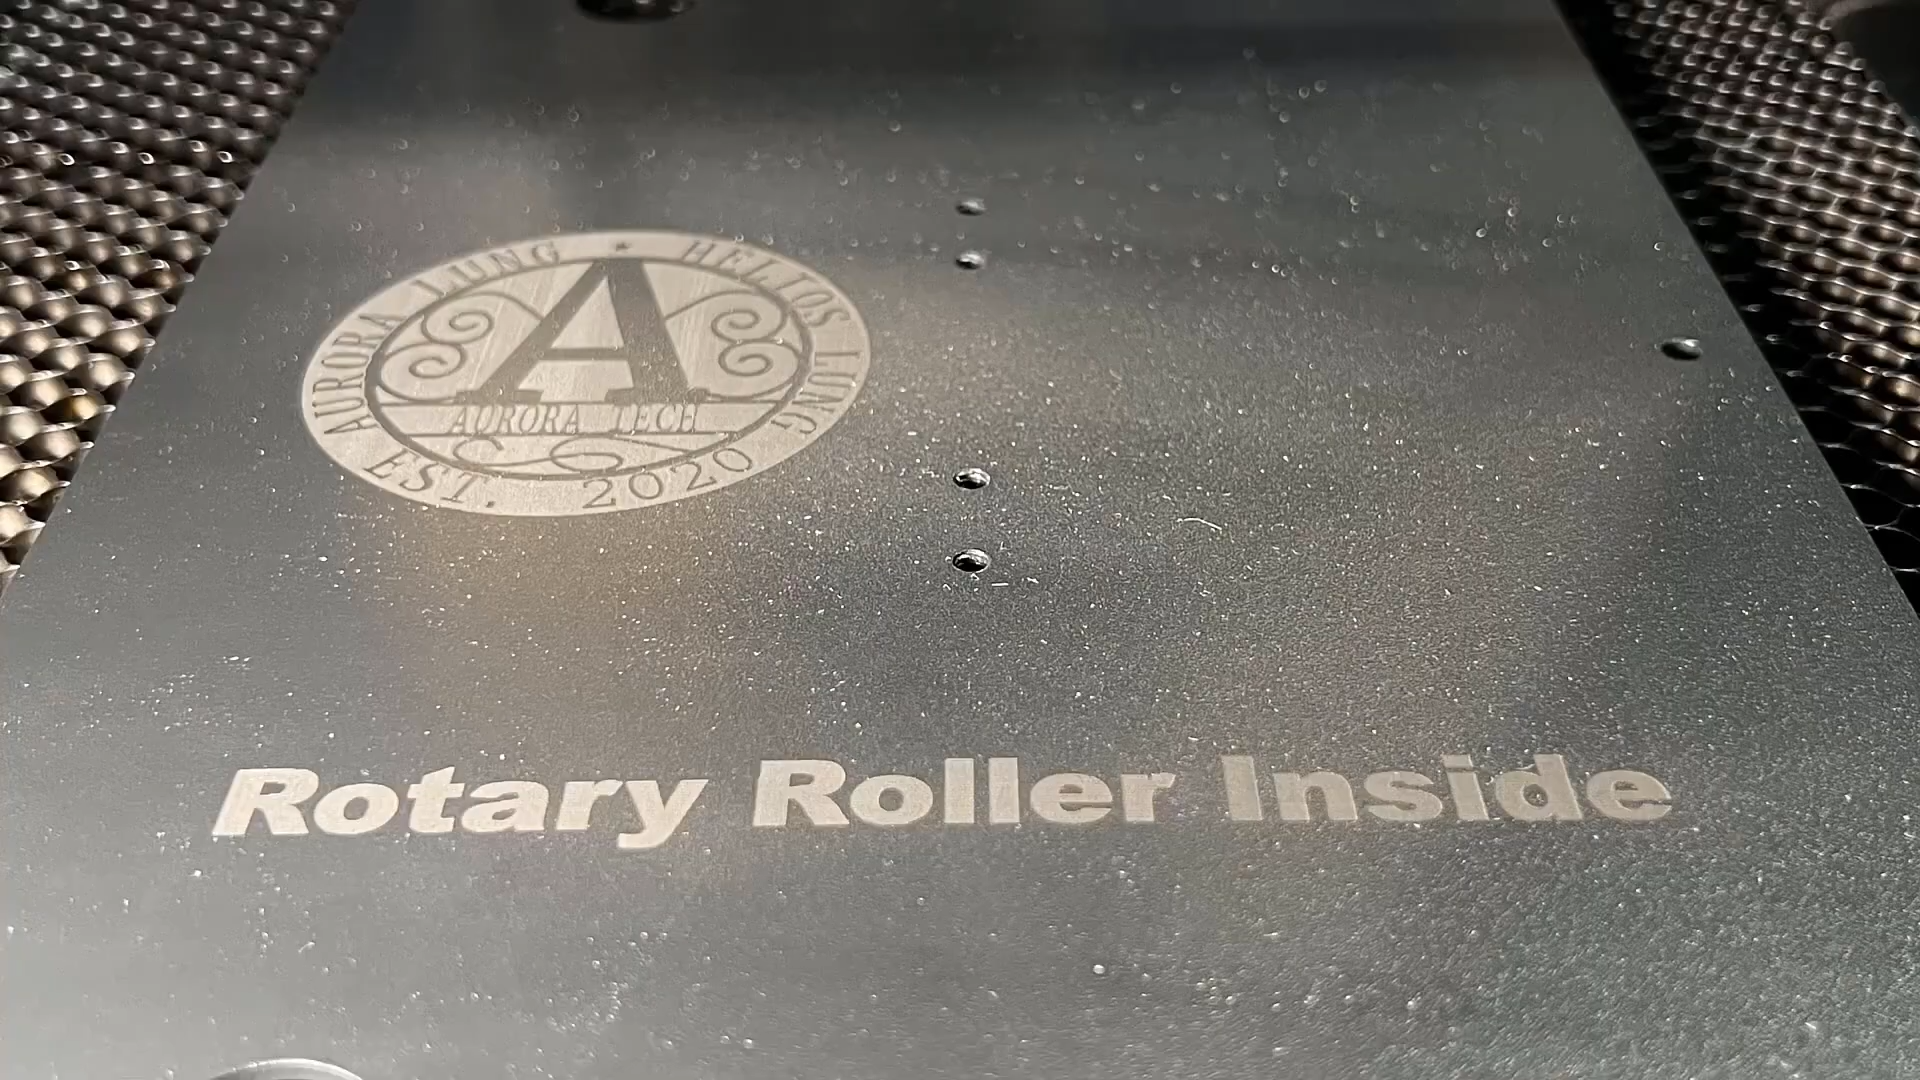 AURORA LUNG ★ HELIOS LUNG
A
AURORA TECH
EST. 2020
Rotary Roller Inside